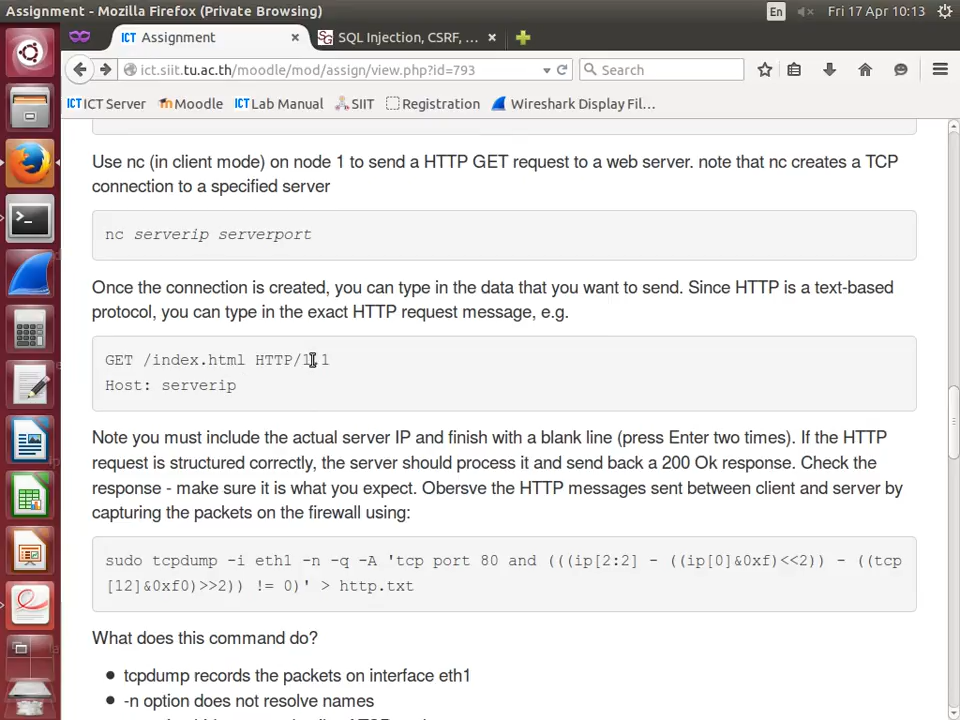 Assignment - Mozilla Firefox (Private Browsing)
En
Fri 17 Apr 10:13
ICT Assignment ×
SG SQL Injection, CSRF, ... ×
ict.siit.tu.ac.th/moodle/mod/assign/view.php?id=793
Search
ICT ICT Server
Moodle
ICT Lab Manual
SIIT
Registration
Wireshark Display Fil...
Use nc (in client mode) on node 1 to send a HTTP GET request to a web server. note that nc creates a TCP
connection to a specified server
nc serverip serverport
Once the connection is created, you can type in the data that you want to send. Since HTTP is a text-based
protocol, you can type in the exact HTTP request message, e.g.
GET /index.html HTTP/1.1
Host: serverip
Note you must include the actual server IP and finish with a blank line (press Enter two times). If the HTTP
request is structured correctly, the server should process it and send back a 200 Ok response. Check the
response - make sure it is what you expect. Obersve the HTTP messages sent between client and server by
capturing the packets on the firewall using:
sudo tcpdump -i eth1 -n -q -A 'tcp port 80 and (((ip[2:2] - ((ip[0]&0xf)<<2)) - ((tcp
[12]&0xf0)>>2)) != 0)' > http.txt
What does this command do?
● tcpdump records the packets on interface eth1
● -n option does not resolve names